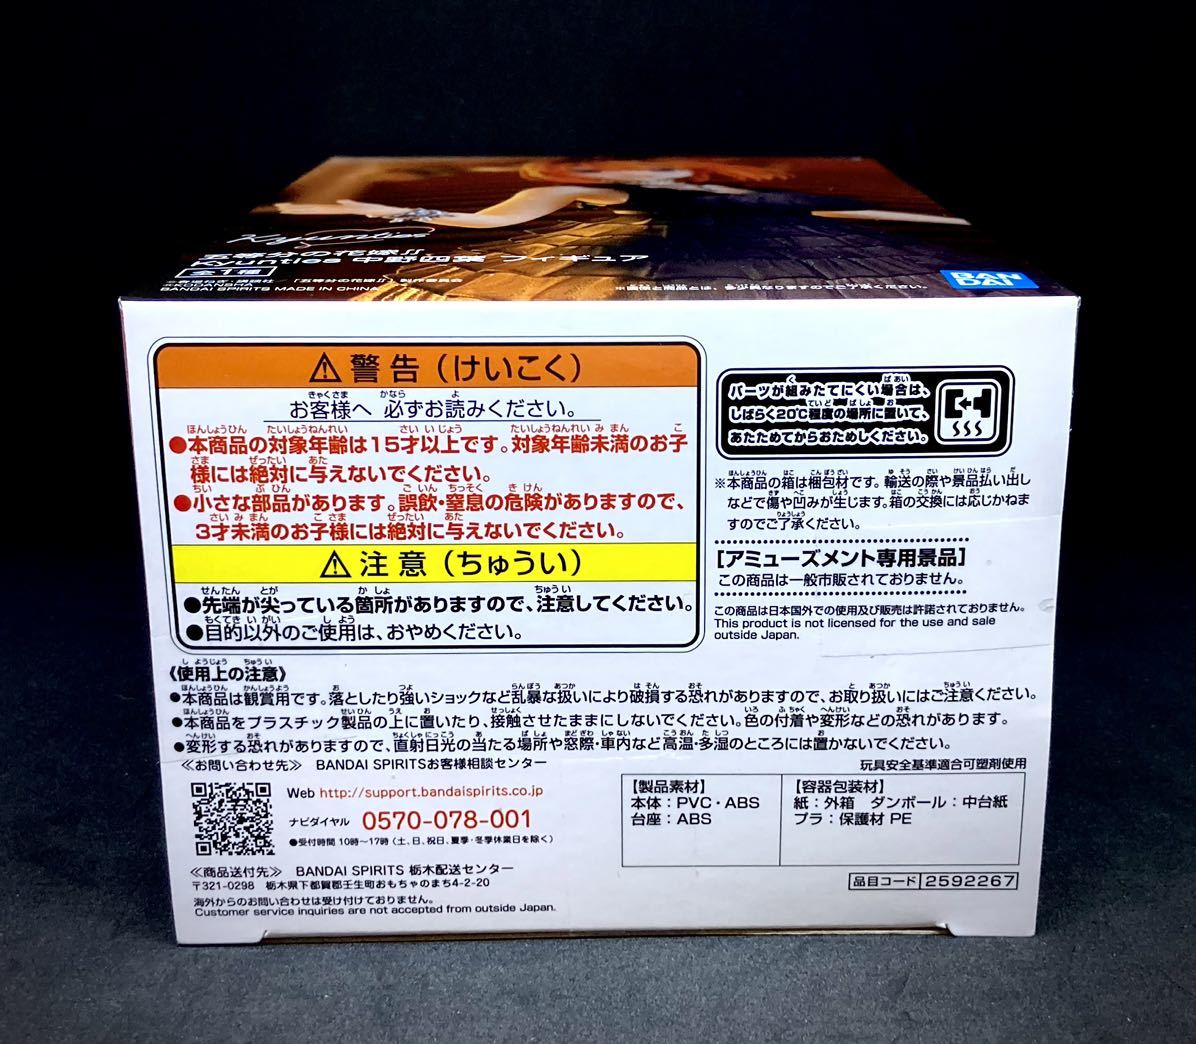 Kyunties
五等分の花嫁∬
Kyunties 中野四葉 フィギュア
全1種
「五等分の花嫁∬」製作委員会
BANDAI SPIRITS MADE IN CHINA
BAN
DAI
警告（けいこく）
お客様へ 必ずお読みください。
●本商品の対象年齢は15才以上です。対象年齢未満のお子
様には絶対に与えないでください。
●小さな部品があります。誤飲・窒息の危険がありますので、
3才未満のお子様には絶対に与えないでください。
注意（ちゅうい）
●先端が尖っている箇所がありますので、注意してください。
●目的以外のご使用は、おやめください。
パーツが組みたてにくい場合は、
しばらく20℃程度の場所に置いて、
あたためてからおためしください。
※本商品の箱は梱包材です。輸送の際や景品払い出し
などで傷や凹みが生じます。箱の交換には応じかねま
すのでご了承ください。
[アミューズメント専用景品]
この商品は一般市販されておりません。
この商品は日本国外での使用及び販売は許諾されておりません。
This product is not licensed for the use and sale
outside Japan.
《使用上の注意》
●本商品は観賞用です。落としたり強いショックなど乱暴な扱いにより破損する恐れがありますので、お取り扱いにはご注意ください。
●本商品をプラスチック製品の上に置いたり、接触させたままにしないでください。色の付着や変形などの恐れがあります。
●変形する恐れがありますので、直射日光の当たる場所や窓際・車内など高温・多湿のところには置かないでください。
≪お問い合わせ先≫ BANDAI SPIRITSお客様相談センター
玩具安全基準適合可塑剤使用
Web http://support.bandaispirits.co.jp
ナビダイヤル 0570-078-001
●受付時間 10時〜17時（土、日、祝日、夏季・冬季休業日を除く）
【製品素材】
本体：PVC・ABS
台座：ABS
【容器包装材】
紙：外箱 ダンボール：中台紙
プラ：保護材 PE
≪商品送付先≫ BANDAI SPIRITS 栃木配送センター
〒321-0298 栃木県下都賀郡壬生町おもちゃのまち4-2-20
品目コード 2592267
海外からのお問い合わせは受け付けておりません。
Customer service inquiries are not accepted from outside Japan.